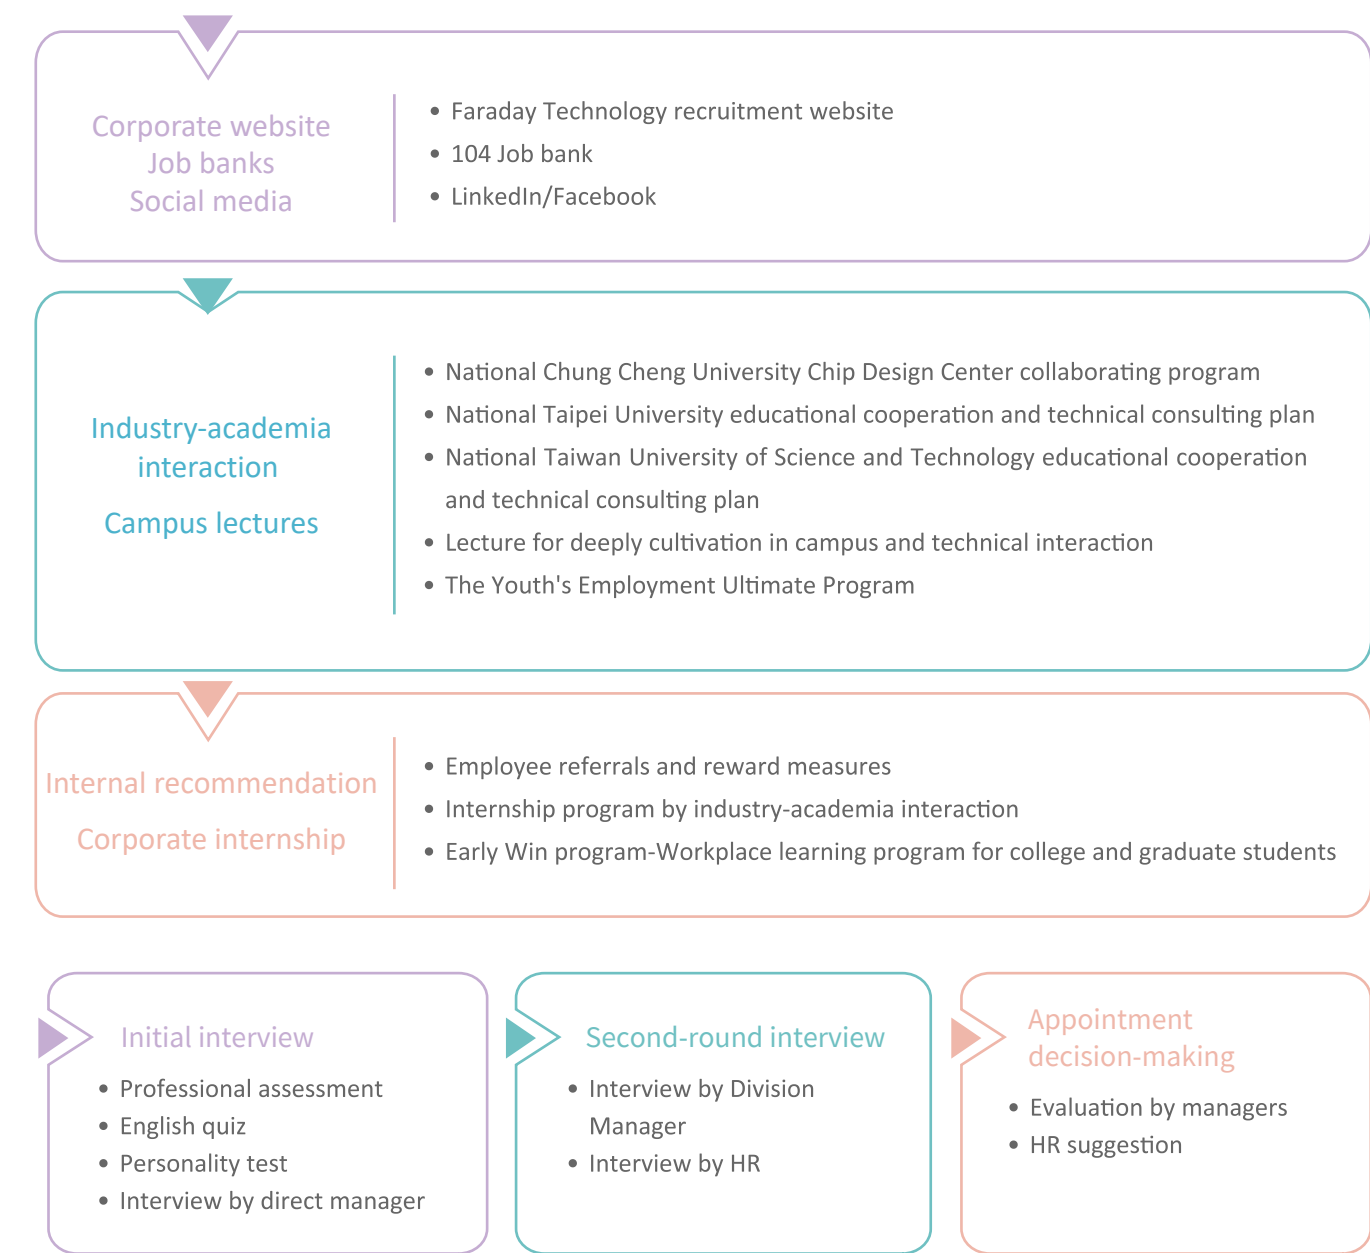 Corporate website
Job banks
Social media
• Faraday Technology recruitment website
• 104 Job bank
• LinkedIn/Facebook
Industry-academia
interaction
Campus lectures
• National Chung Cheng University Chip Design Center collaborating program
• National Taipei University educational cooperation and technical consulting plan
• National Taiwan University of Science and Technology educational cooperation
and technical consulting plan
• Lecture for deeply cultivation in campus and technical interaction
• The Youth's Employment Ultimate Program
Internal recommendation
Corporate internship
• Employee referrals and reward measures
• Internship program by industry-academia interaction
• Early Win program-Workplace learning program for college and graduate students
Initial interview
• Professional assessment
• English quiz
• Personality test
• Interview by direct manager
Second-round interview
• Interview by Division
Manager
• Interview by HR
Appointment
decision-making
• Evaluation by managers
• HR suggestion